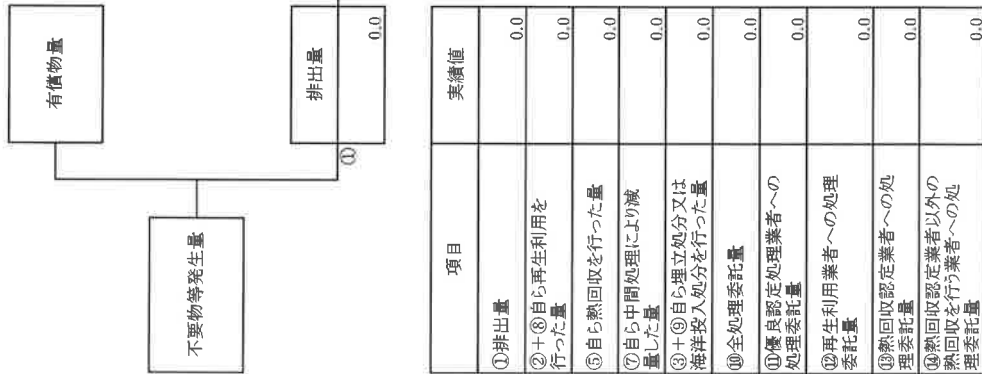 有償物量
不要物等発生量
排出量
①
0.0
項目
実績値
①排出量
0.0
②+⑧自ら再生利用を
行った量
0.0
⑤自ら熱回収を行った量
0.0
⑦自ら中間処理により減
量した量
0.0
③+⑨自ら埋立処分又は
海洋投入処分を行った量
0.0
⑩全処理委託量
0.0
⑪優良認定処理業者への
処理委託量
0.0
⑫再生利用業者への処理
委託量
0.0
⑬熱回収認定業者への処
理委託量
0.0
⑭熱回収認定業者以外の
熱回収を行う業者への処
理委託量
0.0